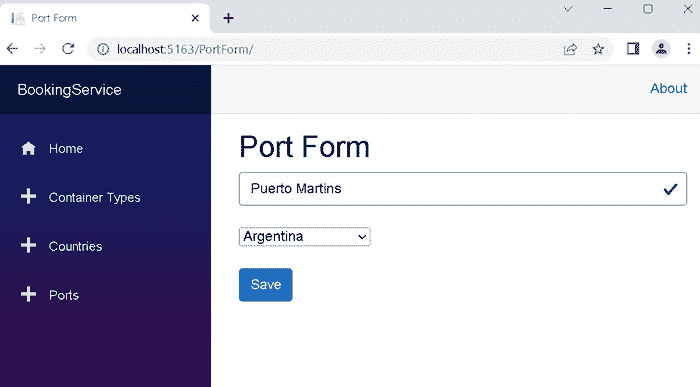 Port Form
localhost:5163/PortForm/
BookingService
About
Home
Container Types
Countries
Ports
Port Form
Puerto Martins
Argentina
Save